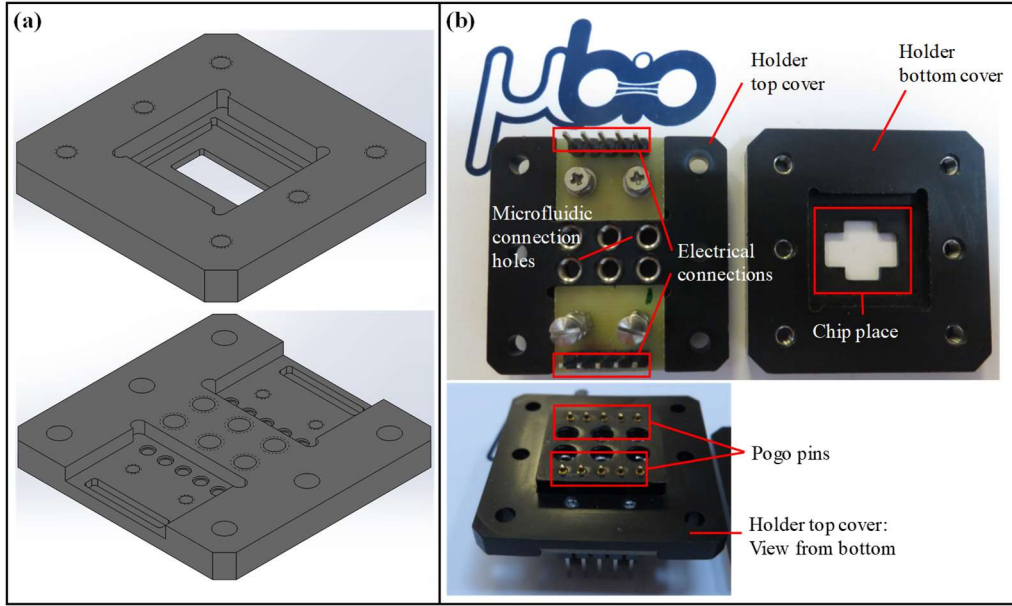 (a)
(b)
Holder
top cover
Holder
bottom cover
Microfluidic
connection
holes
Electrical
connections
Chip place
Pogo pins
Holder top cover:
View from bottom